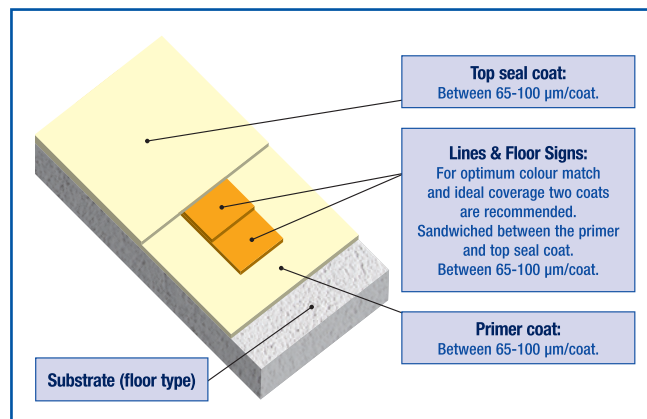 Top seal coat:
Between 65-100 µm/coat.
Lines & Floor Signs:
For optimum colour match
and ideal coverage two coats
are recommended.
Sandwiched between the primer
and top seal coat.
Between 65-100 µm/coat.
Primer coat:
Between 65-100 µm/coat.
Substrate (floor type)